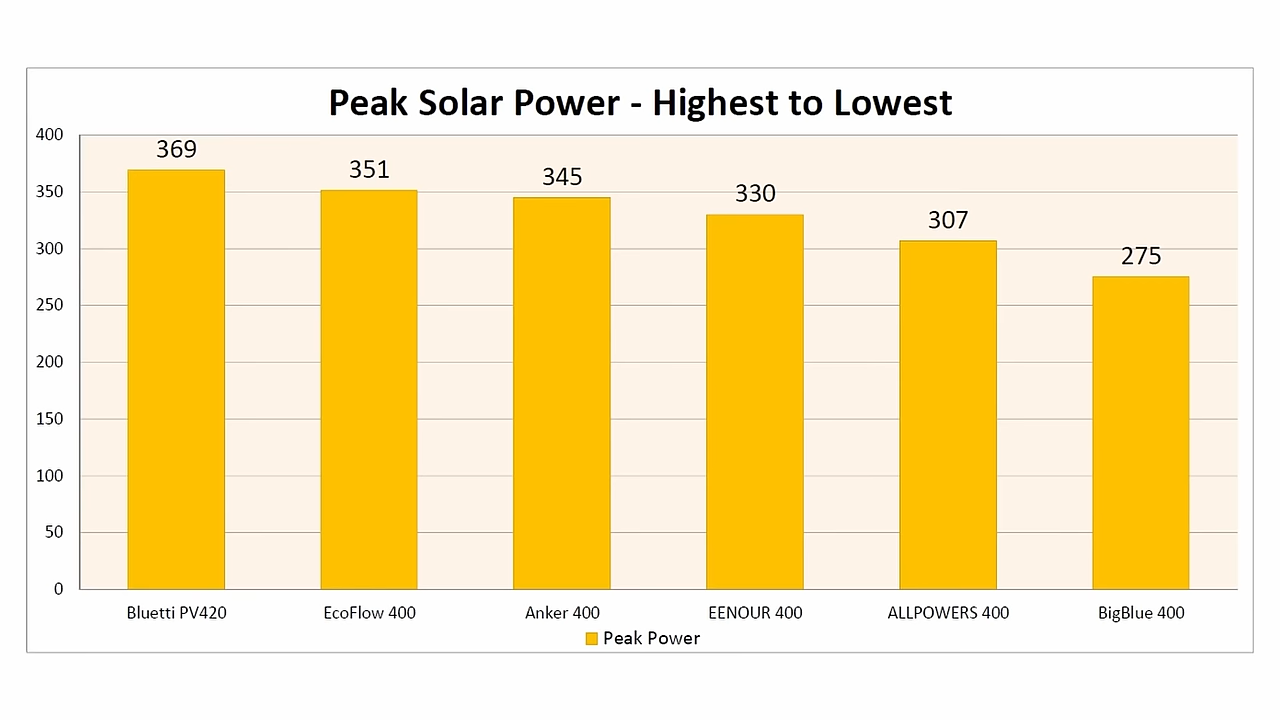 Peak Solar Power - Highest to Lowest
400
350
300
250
200
150
100
50
0
369
351
345
330
307
275
Bluetti PV420
EcoFlow 400
Anker 400
EENOUR 400
ALLPOWERS 400
BigBlue 400
Peak Power